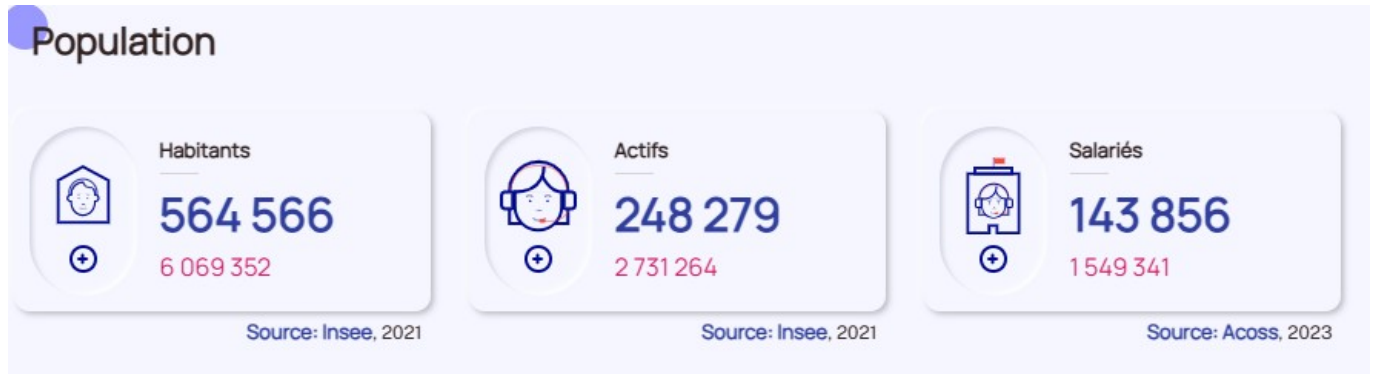 Population
Habitants
564 566
6 069 352
Source: Insee, 2021
Actifs
248 279
2 731 264
Source: Insee, 2021
Salariés
143 856
1 549 341
Source: Acoss, 2023